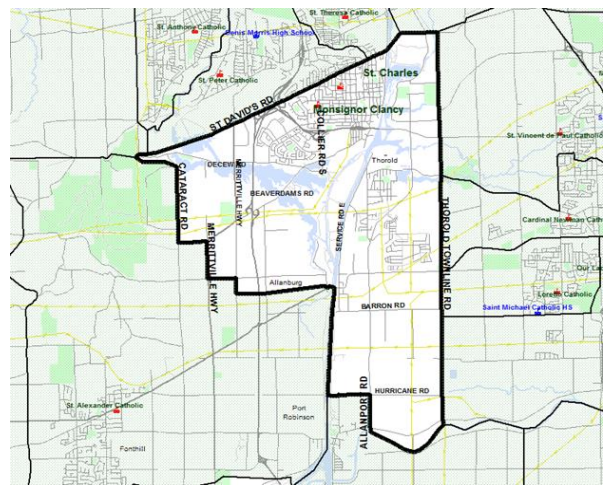 St. Theresa Catholic
St. Anthony Catholic
Denis Morris High School
St. Peter Catholic
St. Charles
Monsignor Clancy
ST DAVID'S RD
COLLIER RD S
St. Vincent de Paul Catholic
Thorold
DECEW RD
CATARACT RD
MERRITTVILLE HWY
BEAVERDAMS RD
MERRITTVILLE HWY
SERVICE RD E
THOROLD TOWNLINE RD
Cardinal Newman Catholic
Allanburg
BARRON RD
Loretto Catholic
Saint Michael Catholic HS
HURRICANE RD
ALLANPORT RD
St. Alexander Catholic
Port
Robinson
Fonthill